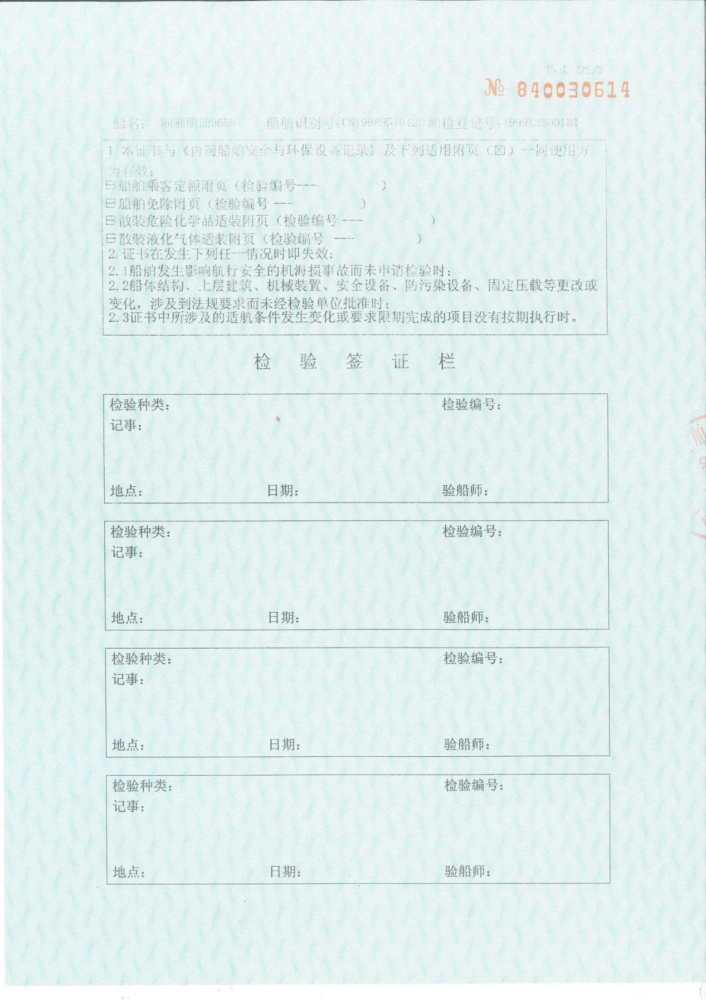 格式 ZZS/3
№ 840030614
船名： 湘湘阴油0659 船舶识别号：CN19989510420 船检登记号：1999X3300181
1.本证书与《内河船舶安全与环保设备记录》及下列适用附页（☒）一同使用方
为有效：
⊟船舶乘客定额附页（检验编号--- ）
⊟船舶免除附页（检验编号 --- ）
⊟散装危险化学品适装附页（检验编号 --- ）
⊟散装液化气体适装附页（检验编号 --- ）
2.证书在发生下列任一情况时即失效：
2.1船舶发生影响航行安全的机海损事故而未申请检验时；
2.2船体结构、上层建筑、机械装置、安全设备、防污染设备、固定压载等更改或
变化，涉及到法规要求而未经检验单位批准时；
2.3证书中所涉及的适航条件发生变化或要求限期完成的项目没有按期执行时。
检 验 签 证 栏
检验种类： 检验编号：
记事：
地点： 日期： 验船师：
检验种类： 检验编号：
记事：
地点： 日期： 验船师：
检验种类： 检验编号：
记事：
地点： 日期： 验船师：
检验种类： 检验编号：
记事：
地点： 日期： 验船师：
舶